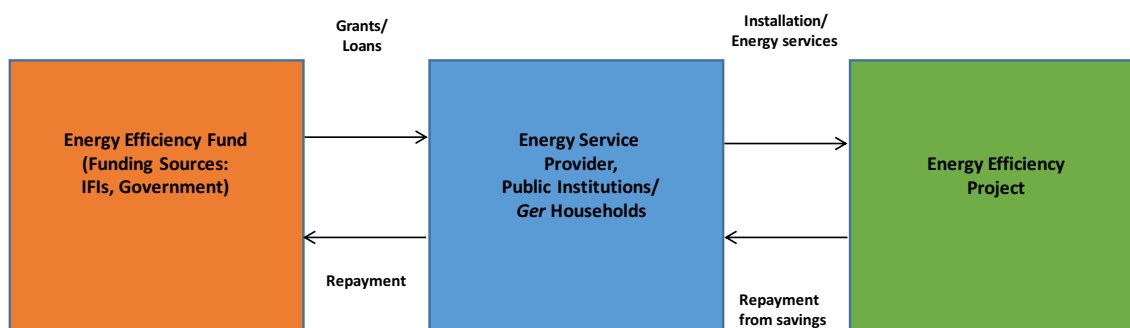 Grants/
Loans
Installation/
Energy services
Energy Efficiency Fund
(Funding Sources:
IFIs, Government)
Energy Service
Provider,
Public Institutions/
Ger Households
Energy Efficiency
Project
Repayment
Repayment
from savings